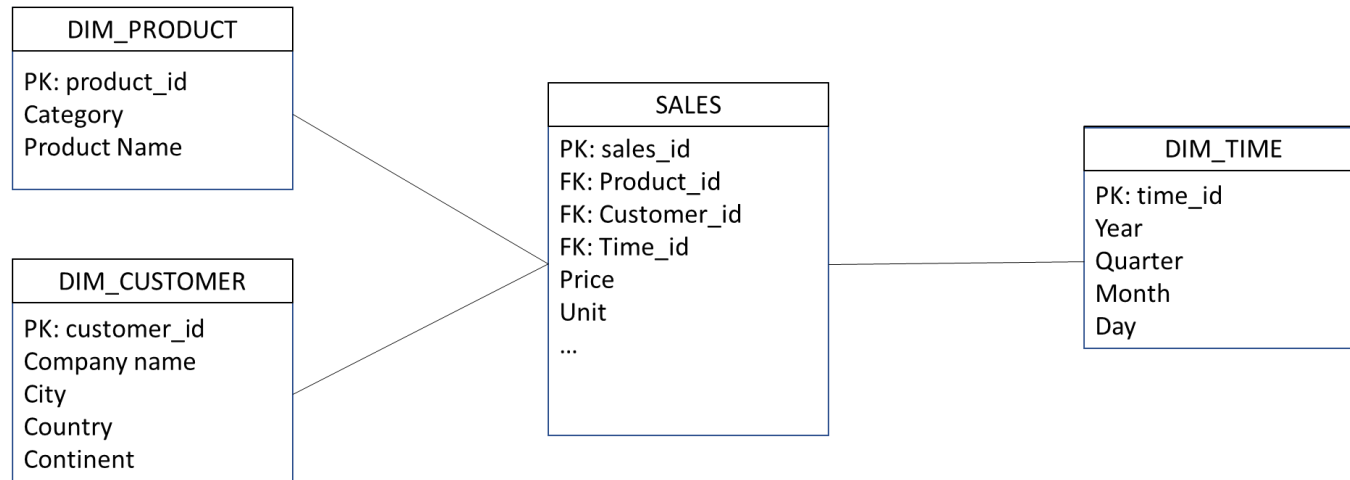 DIM_PRODUCT
PK: product_id
Category
Product Name
DIM_CUSTOMER
PK: customer_id
Company name
City
Country
Continent
SALES
PK: sales_id
FK: Product_id
FK: Customer_id
FK: Time_id
Price
Unit
...
DIM_TIME
PK: time_id
Year
Quarter
Month
Day